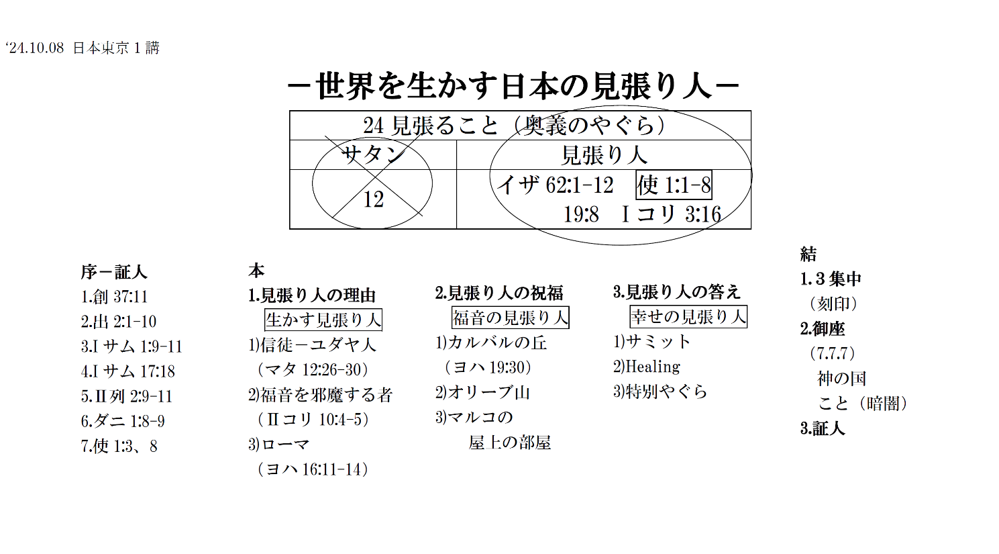 ‘24.10.08 日本東京 1 講
－世界を生かす日本の見張り人－
24 見張ること（奥義のやぐら）
サタン
見張り人
12
イザ 62:1-12 使 1:1-8
19:8 Ⅰコリ 3:16
序－証人
1.創 37:11
2.出 2:1-10
3.Ⅰサム 1:9-11
4.Ⅰサム 17:18
5.Ⅱ列 2:9-11
6.ダニ 1:8-9
7.使 1:3、8
本
1.見張り人の理由
生かす見張り人
1)信徒－ユダヤ人
（マタ 12:26-30）
2)福音を邪魔する者
（Ⅱコリ 10:4-5）
3)ローマ
（ヨハ 16:11-14）
2.見張り人の祝福
福音の見張り人
1)カルバルの丘
（ヨハ 19:30）
2)オリーブ山
3)マルコの
屋上の部屋
3.見張り人の答え
幸せの見張り人
1)サミット
2)Healing
3)特別やぐら
結
1.３集中
（刻印）
2.御座
（7.7.7）
神の国
こと（暗闇）
3.証人